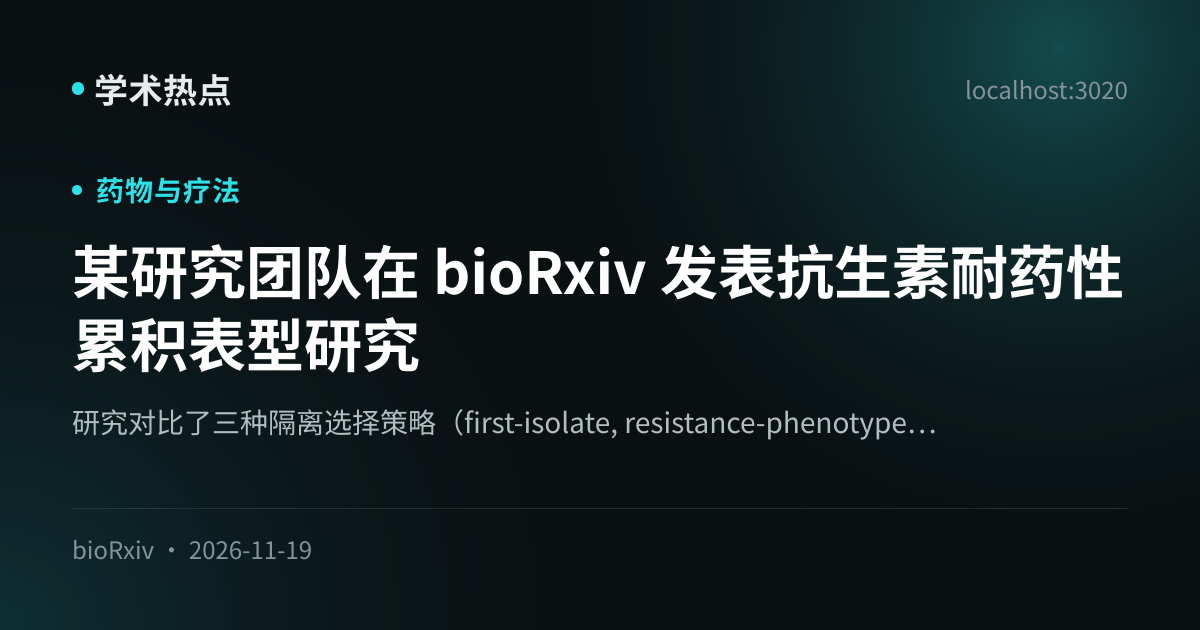 学术热点
localhost:3020
药物与疗法
某研究团队在 bioRxiv 发表抗生素耐药性
累积表型研究
研究对比了三种隔离选择策略（first-isolate, resistance-phenotype…
bioRxiv · 2026-11-19